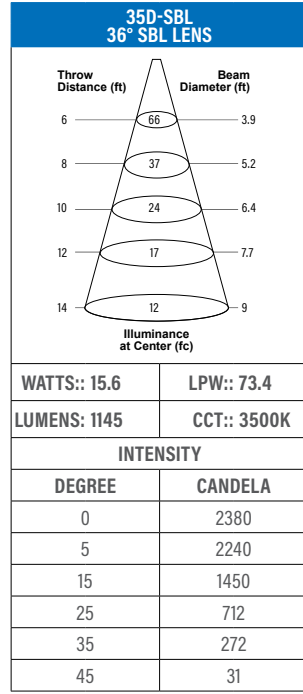 35D-SBL
36° SBL LENS
Throw Beam
Distance (ft) Diameter (ft)
6 66 3.9
8 37 5.2
10 24 6.4
12 17 7.7
14 12 9
Illuminance
at Center (fc)
WATTS:: 15.6 LPW:: 73.4
LUMENS: 1145 CCT:: 3500K
INTENSITY
DEGREE CANDELA
0 2380
5 2240
15 1450
25 712
35 272
45 31